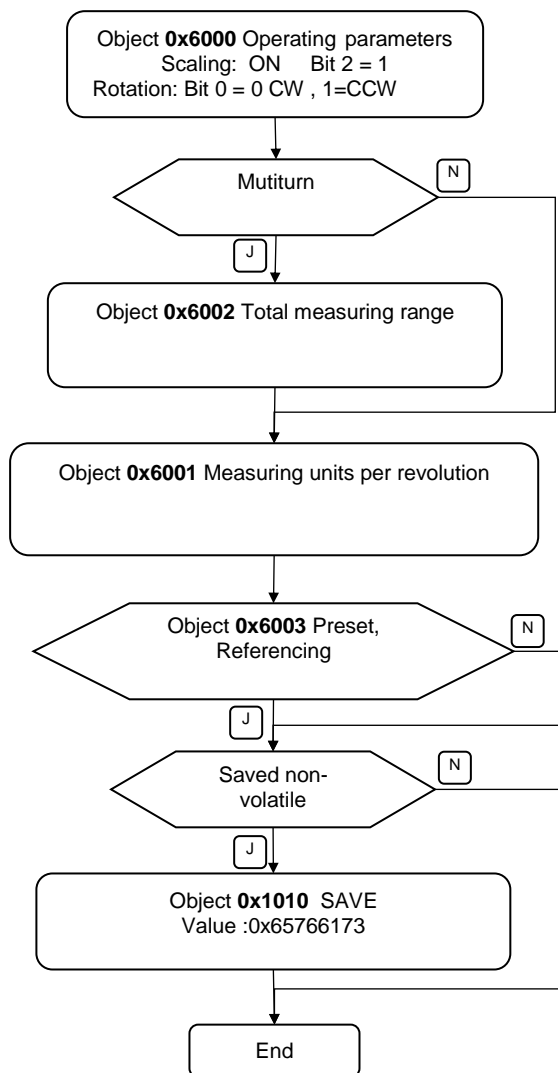 Object 0x6000 Operating parameters
Scaling: ON Bit 2 = 1
Rotation: Bit 0 = 0 CW , 1=CCW
Mutiturn
N
J
Object 0x6002 Total measuring range
Object 0x6001 Measuring units per revolution
Object 0x6003 Preset,
Referencing
N
J
Saved non-
volatile
N
J
Object 0x1010 SAVE
Value :0x65766173
End